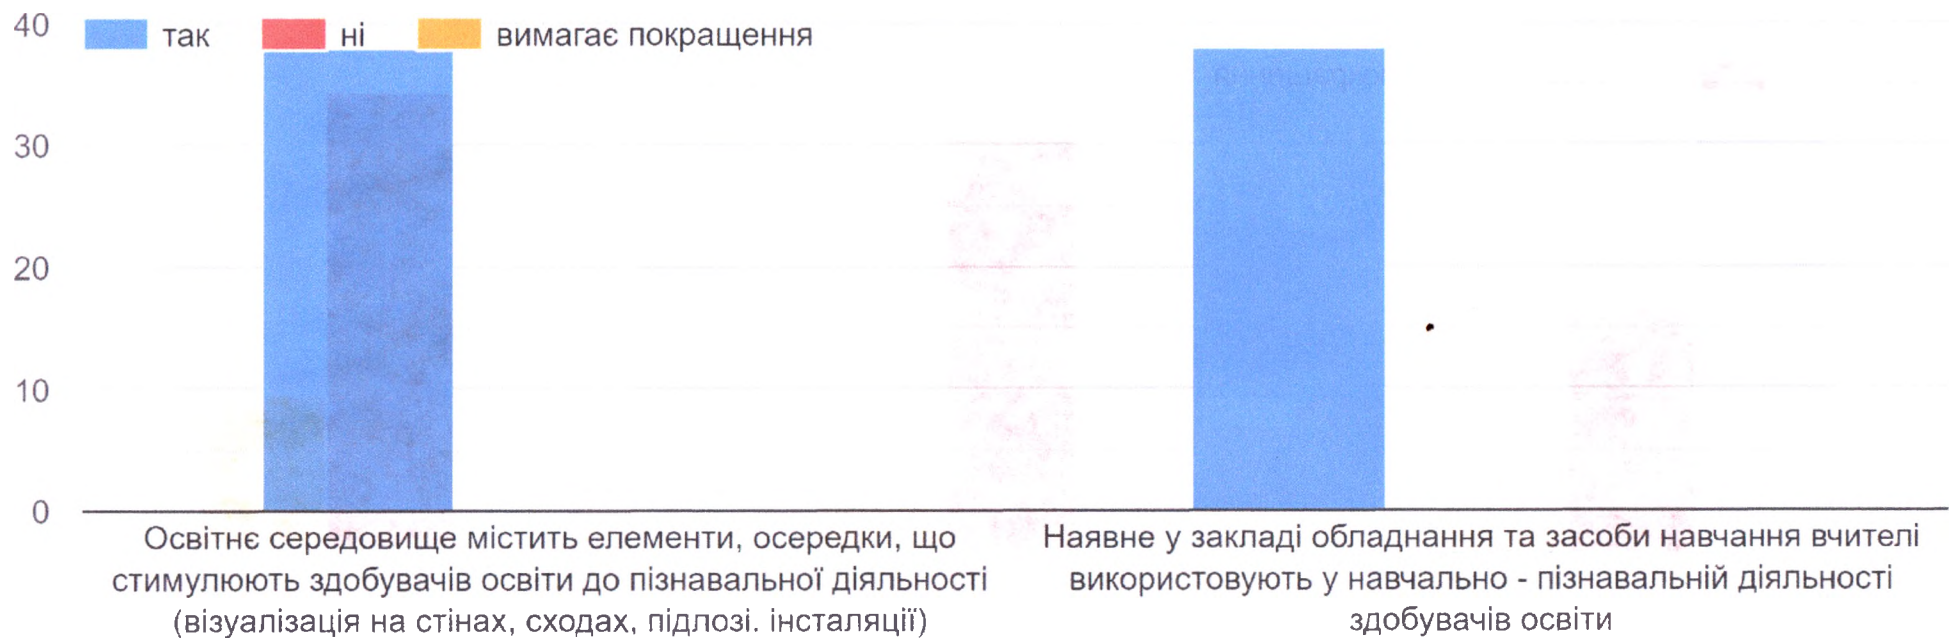 40
так ні вимагає покращення
30
20
10
0
Освітнє середовище містить елементи, осередки, що
стимулюють здобувачів освіти до пізнавальної діяльності
(візуалізація на стінах, сходах, підлозі. інсталяції)
Наявне у закладі обладнання та засоби навчання вчителі
використовують у навчально - пізнавальній діяльності
здобувачів освіти